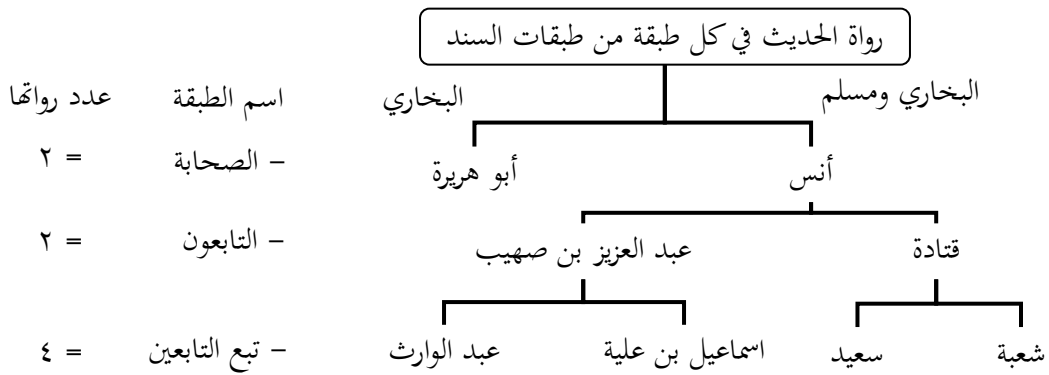 رواة الحديث في كل طبقة من طبقات السند
البخاري ومسلم البخاري اسم الطبقة عدد رواتها
أنس أبو هريرة – الصحابة = ٢
قتادة عبد العزيز بن صهيب – التابعون = ٢
شعبة سعيد اسماعيل بن علية عبد الوارث – تبع التابعين = ٤